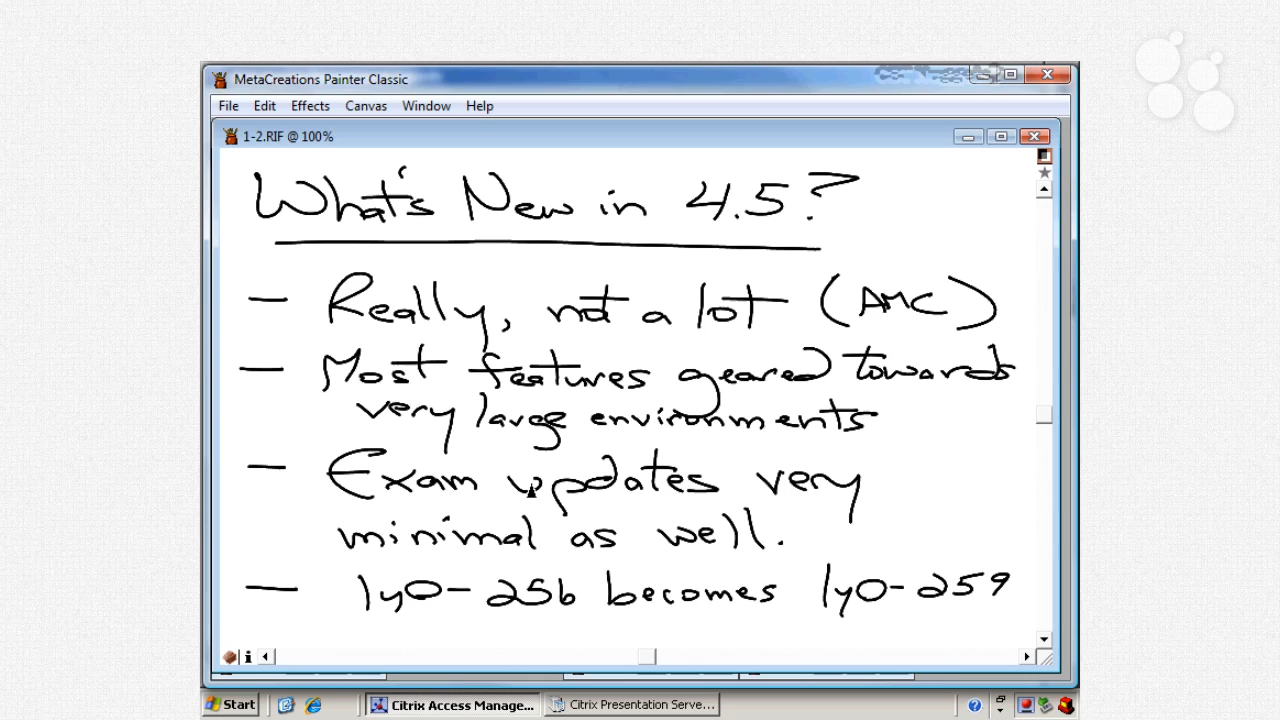 MetaCreations Painter Classic
File Edit Effects Canvas Window Help
1-2.RIF @ 100%
What's New in 4.5?
— Really, not a lot (AMC)
— Most features geared towards
very large environments
— Exam updates very
minimal as well.
— 1y0-256 becomes 1y0-259
Start Citrix Access Manage... Citrix Presentation Serve...